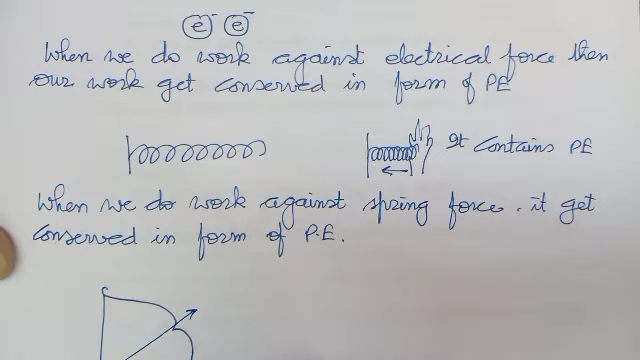 e⁻ e⁻
When we do work against electrical force then
our work get conserved in form of PE
It contains PE
When we do work against spring force. it get
conserved in form of P.E.